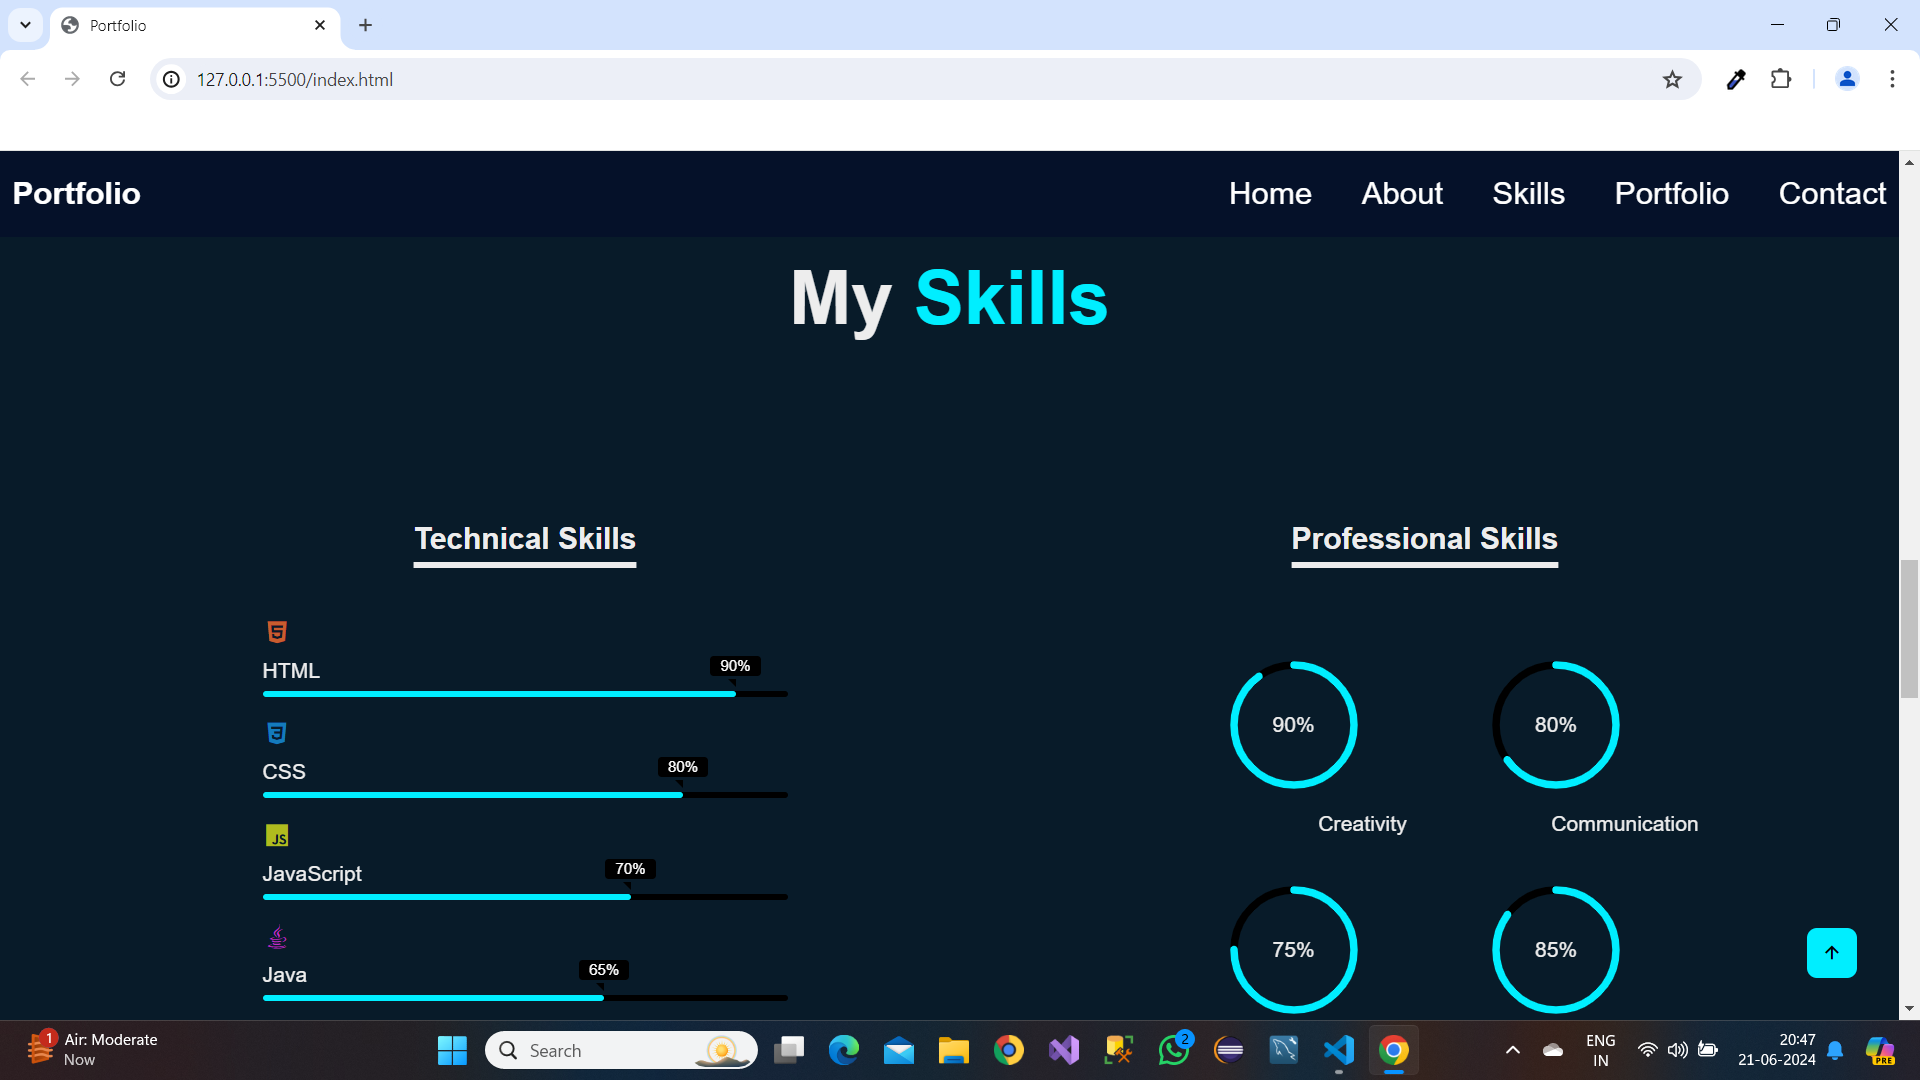 Portfolio
127.0.0.1:5500/index.html
Portfolio
Home About Skills Portfolio Contact
My Skills
Technical Skills
HTML
90%
CSS
80%
JS
JavaScript
70%
Java
65%
Professional Skills
90%
80%
Creativity
Communication
75%
85%
1
Air: Moderate
Now
Search
2
ENG
IN
20:47
21-06-2024
PRE